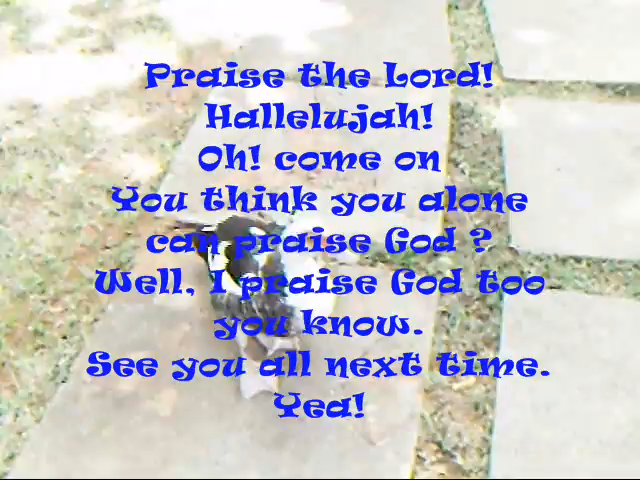 Praise the Lord!
Hallelujah!
Oh! come on
You think you alone
can praise God ?
Well, I praise God too
you know.
See you all next time.
Yea!